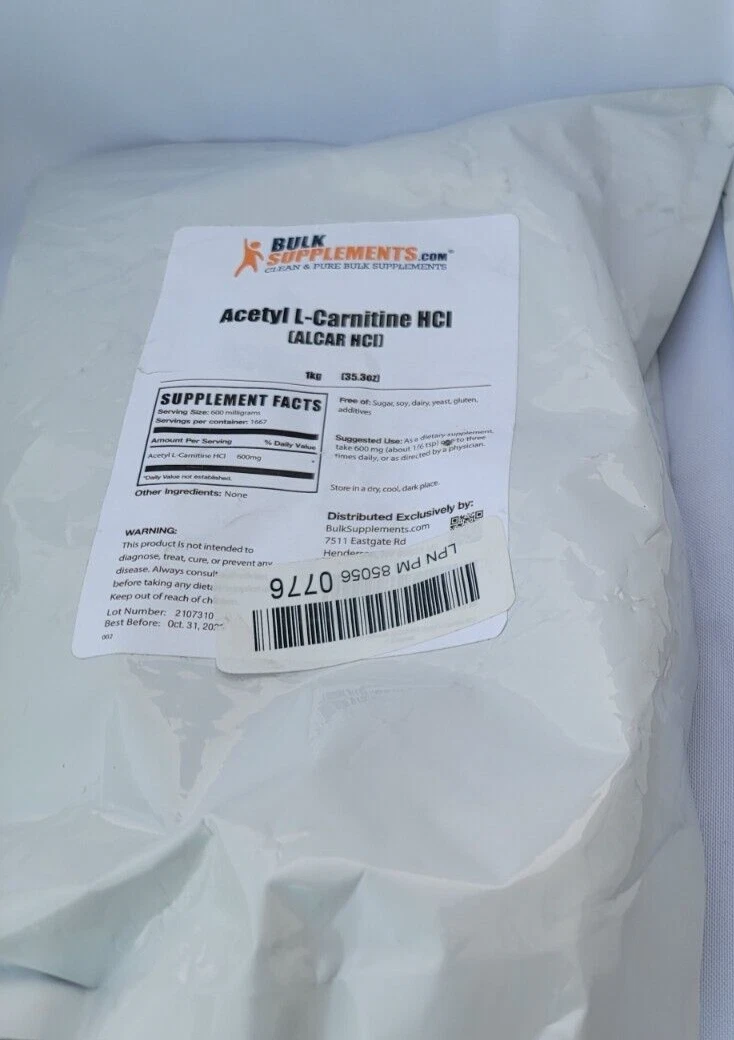 BULK
SUPPLEMENTS.COM
CLEAN & PURE BULK SUPPLEMENTS
Acetyl L-Carnitine HCl
(ALCAR HCl)
1kg (35.3oz)
SUPPLEMENT FACTS
Serving Size: 600 milligrams
Servings per container: 1667
Amount Per Serving % Daily Value
Acetyl L-Carnitine HCl 600mg *
*Daily Value not established.
Other Ingredients: None
WARNING:
This product is not intended to
diagnose, treat, cure, or prevent any
disease. Always
before taking any
Keep out of reach of
Lot Number: 2107310
Best Before: Oct. 31,
007
Free of: Sugar, soy, dairy, yeast, gluten,
additives
Suggested Use: As a dietary supplement,
take 600 mg (about 1/6 tsp) to three
times daily, or as directed by a physician.
Store in a dry, cool, dark place.
Distributed Exclusively by:
BulkSupplements.com
7511 Eastgate Rd
LPN PM 85056 0776